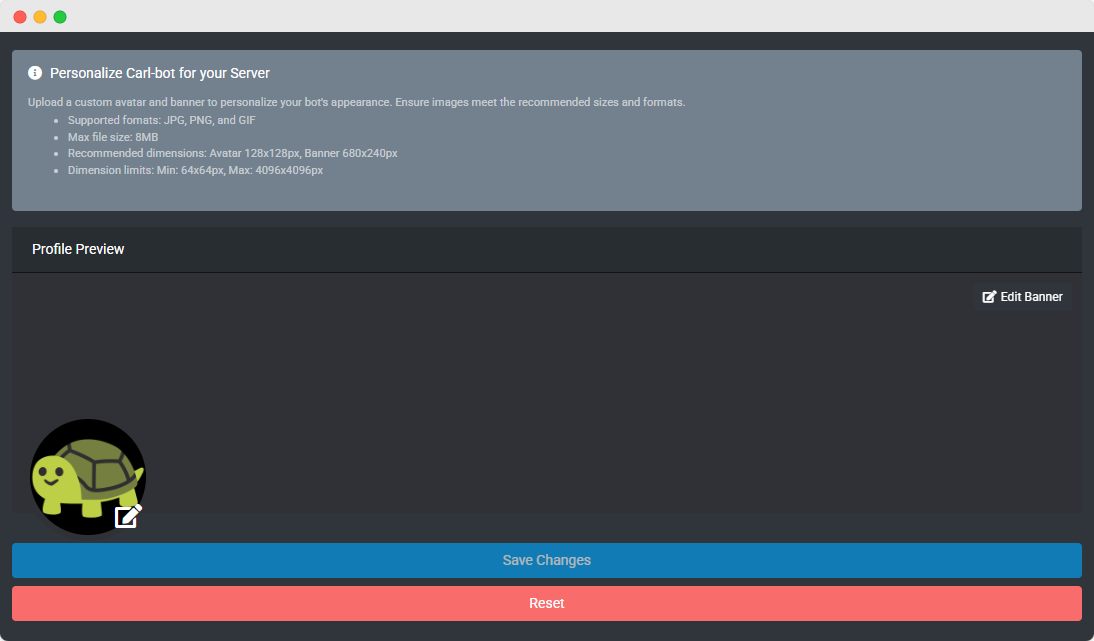 Personalize Carl-bot for your Server
Upload a custom avatar and banner to personalize your bot's appearance. Ensure images meet the recommended sizes and formats.
Supported fomats: JPG, PNG, and GIF
Max file size: 8MB
Recommended dimensions: Avatar 128x128px, Banner 680x240px
Dimension limits: Min: 64x64px, Max: 4096x4096px
Profile Preview
Edit Banner
Save Changes
Reset